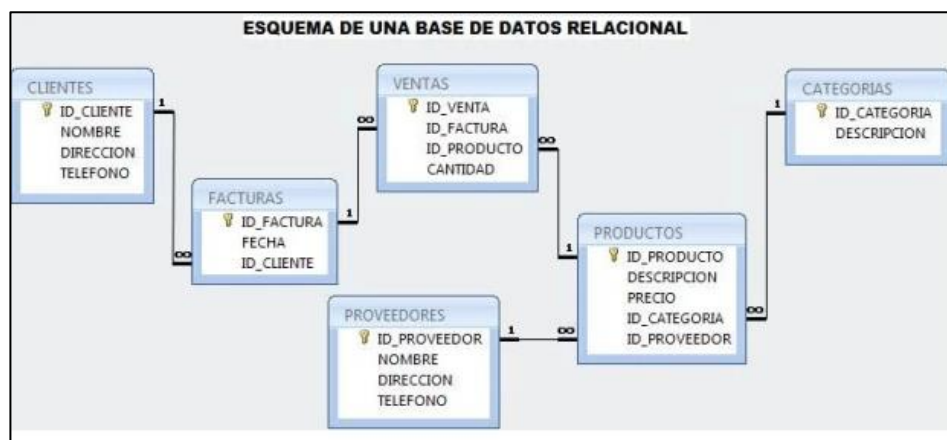 ESQUEMA DE UNA BASE DE DATOS RELACIONAL
CLIENTES
ID_CLIENTE
NOMBRE
DIRECCION
TELEFONO
1
∞
FACTURAS
ID_FACTURA
FECHA
ID_CLIENTE
1
∞
VENTAS
ID_VENTA
ID_FACTURA
ID_PRODUCTO
CANTIDAD
∞
1
PRODUCTOS
ID_PRODUCTO
DESCRIPCION
PRECIO
ID_CATEGORIA
ID_PROVEEDOR
∞
1
CATEGORIAS
ID_CATEGORIA
DESCRIPCION
PROVEEDORES
ID_PROVEEDOR
NOMBRE
DIRECCION
TELEFONO
1
∞